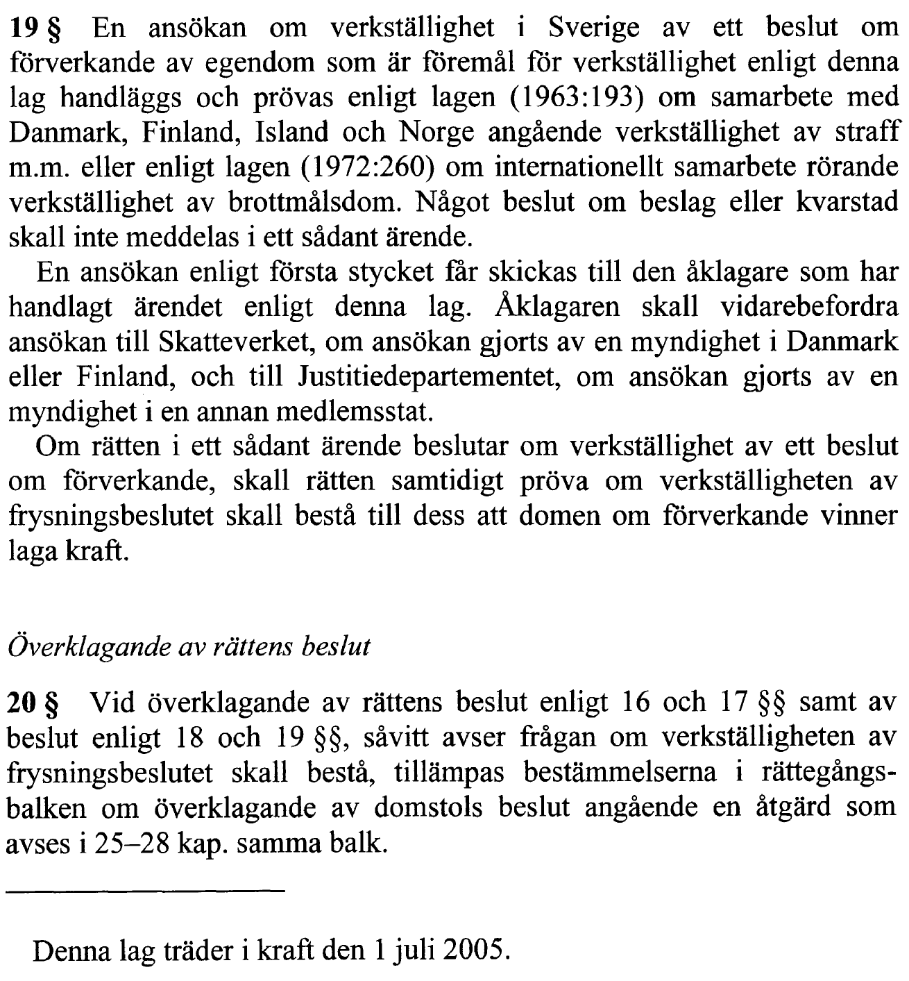 19 § En ansökan om verkställighet i Sverige av ett beslut om
förverkande av egendom som är föremål för verkställighet enligt denna
lag handläggs och prövas enligt lagen (1963:193) om samarbete med
Danmark, Finland, Island och Norge angående verkställighet av straff
m.m. eller enligt lagen (1972:260) om internationellt samarbete rörande
verkställighet av brottmålsdom. Något beslut om beslag eller kvarstad
skall inte meddelas i ett sådant ärende.
En ansökan enligt första stycket får skickas till den åklagare som har
handlagt ärendet enligt denna lag. Åklagaren skall vidarebefordra
ansökan till Skatteverket, om ansökan gjorts av en myndighet i Danmark
eller Finland, och till Justitiedepartementet, om ansökan gjorts av en
myndighet i en annan medlemsstat.
Om rätten i ett sådant ärende beslutar om verkställighet av ett beslut
om förverkande, skall rätten samtidigt pröva om verkställigheten av
frysningsbeslutet skall bestå till dess att domen om förverkande vinner
laga kraft.
Överklagande av rättens beslut
20 § Vid överklagande av rättens beslut enligt 16 och 17 §§ samt av
beslut enligt 18 och 19 §§, såvitt avser frågan om verkställigheten av
frysningsbeslutet skall bestå, tillämpas bestämmelserna i rättegångs-
balken om överklagande av domstols beslut angående en åtgärd som
avses i 25–28 kap. samma balk.
Denna lag träder i kraft den 1 juli 2005.